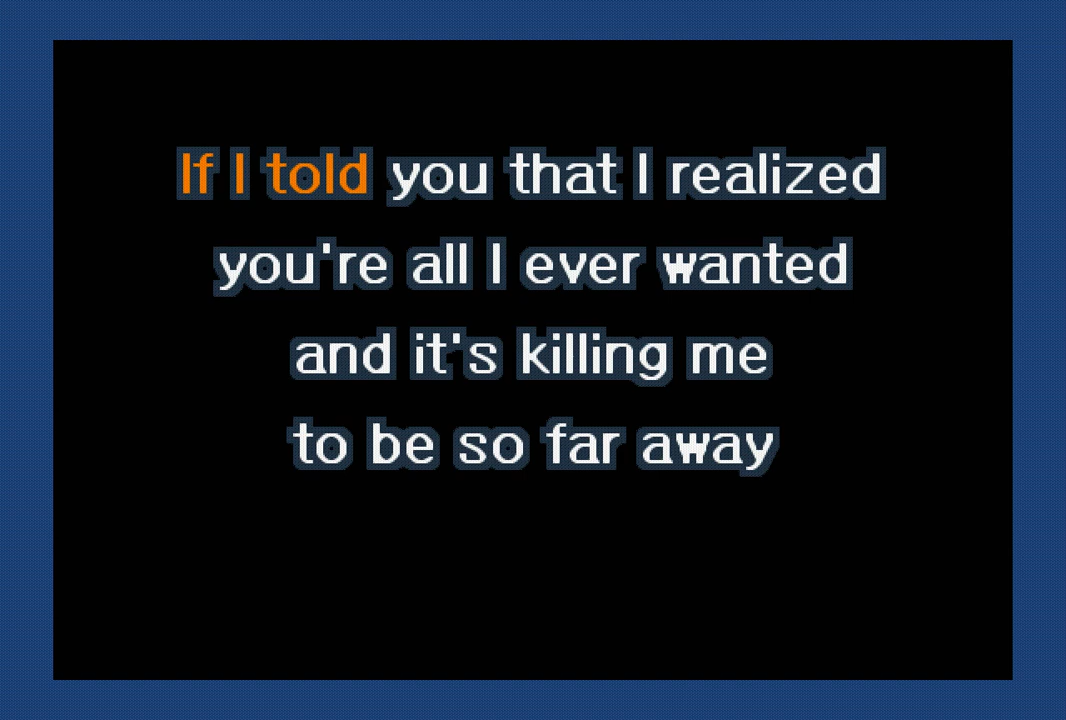 If I told you that I realized
you're all I ever wanted
and it's killing me
to be so far away